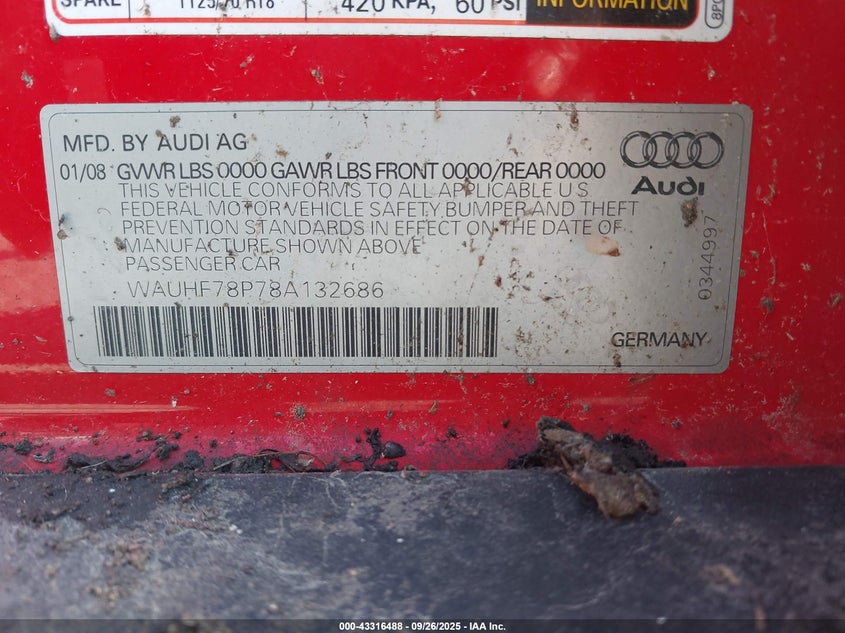 SPARE T125/70 R18 420 KPA, 60 PSI INFORMATION
MFD. BY AUDI AG
01/08 GVWR LBS 0000 GAWR LBS FRONT 0000/REAR 0000
THIS VEHICLE CONFORMS TO ALL APPLICABLE U S
FEDERAL MOTOR VEHICLE SAFETY, BUMPER AND THEFT
PREVENTION STANDARDS IN EFFECT ON THE DATE OF
MANUFACTURE SHOWN ABOVE
PASSENGER CAR
WAUHF78P78A132686
Audi
0344997
GERMANY
000-43316488 - 09/26/2025 - IAA Inc.